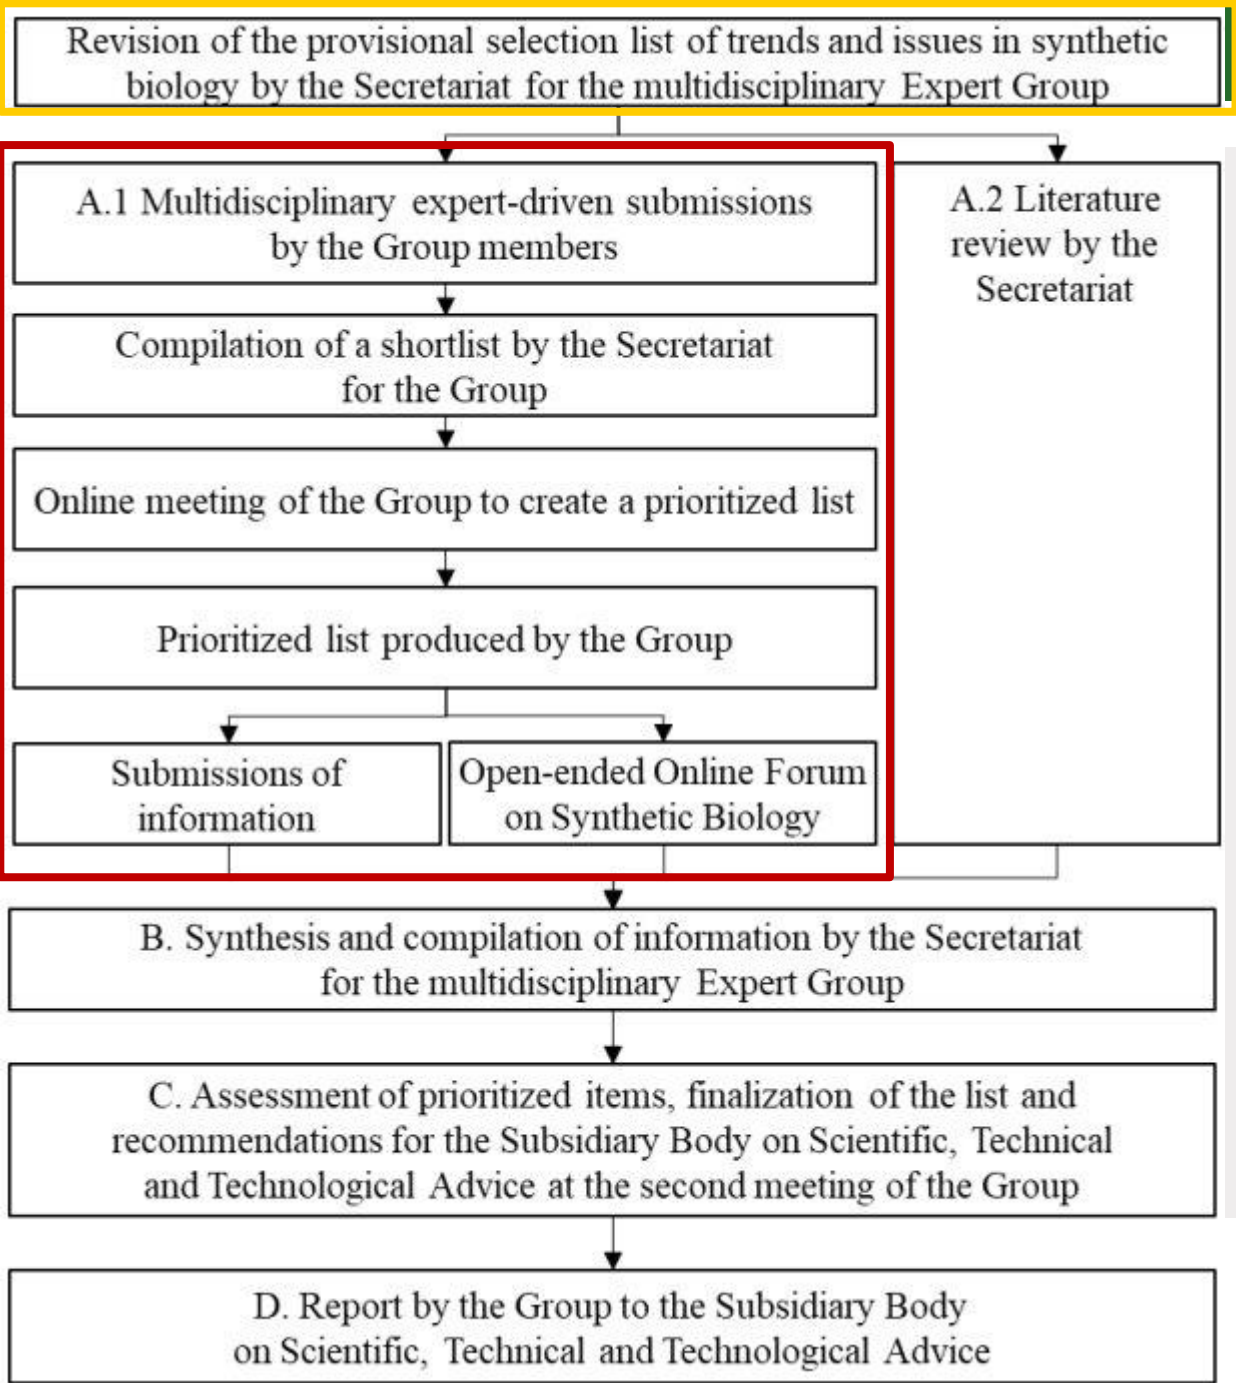 Revision of the provisional selection list of trends and issues in synthetic
biology by the Secretariat for the multidisciplinary Expert Group
A.1 Multidisciplinary expert-driven submissions
by the Group members
A.2 Literature
review by the
Secretariat
Compilation of a shortlist by the Secretariat
for the Group
Online meeting of the Group to create a prioritized list
Prioritized list produced by the Group
Submissions of
information
Open-ended Online Forum
on Synthetic Biology
B. Synthesis and compilation of information by the Secretariat
for the multidisciplinary Expert Group
C. Assessment of prioritized items, finalization of the list and
recommendations for the Subsidiary Body on Scientific, Technical
and Technological Advice at the second meeting of the Group
D. Report by the Group to the Subsidiary Body
on Scientific, Technical and Technological Advice